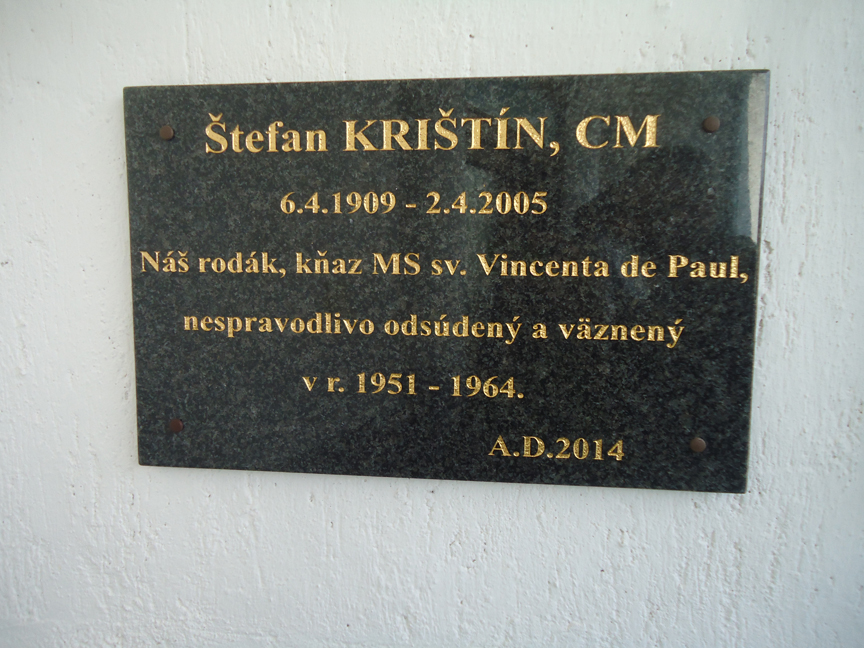 Štefan KRIŠTÍN, CM
6.4.1909 - 2.4.2005
Náš rodák, kňaz MS sv. Vincenta de Paul,
nespravodlivo odsúdený a väznený
v r. 1951 - 1964.
A.D.2014